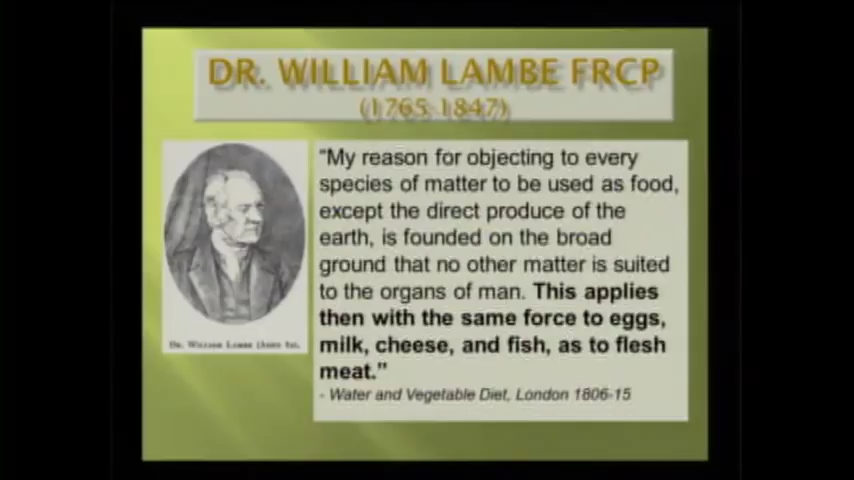 DR. WILLIAM LAMBE FRCP
(1765-1847)
"My reason for objecting to every
species of matter to be used as food,
except the direct produce of the
earth, is founded on the broad
ground that no other matter is suited
to the organs of man. This applies
then with the same force to eggs,
milk, cheese, and fish, as to flesh
meat."
- Water and Vegetable Diet, London 1806-15
Dr. William Lambe